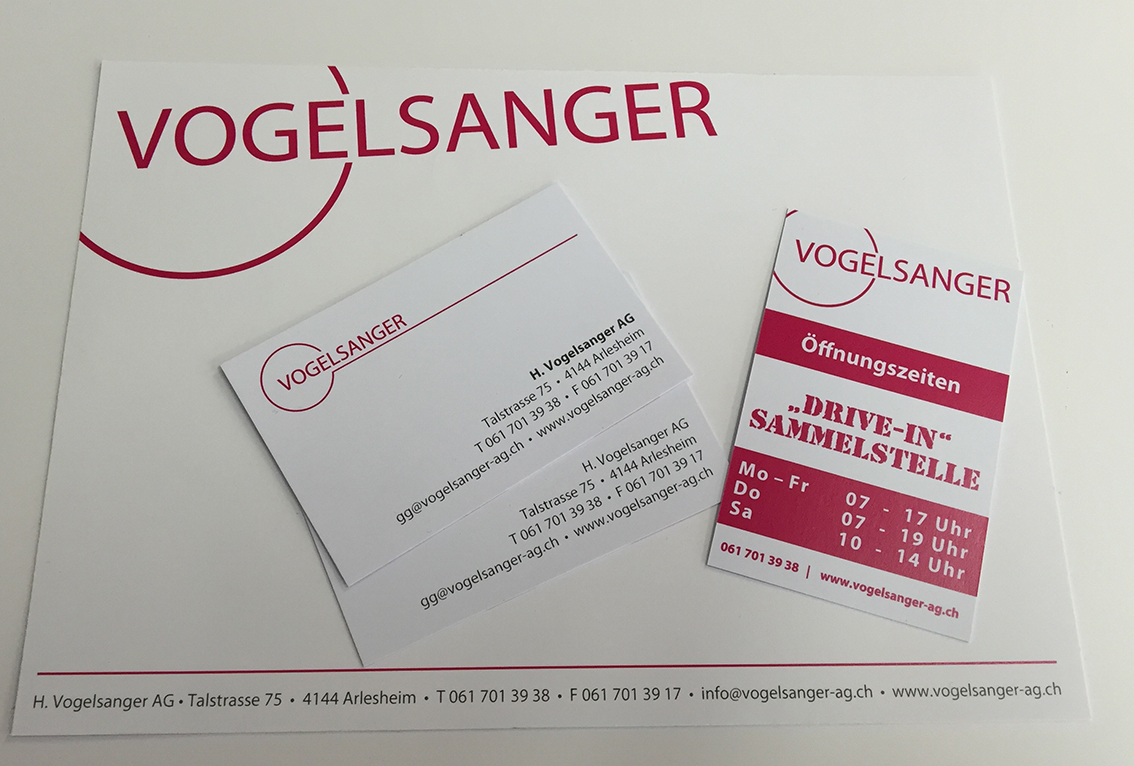 VOGELSANGER
VOGELSANGER
H. Vogelsanger AG
Talstrasse 75 • 4144 Arlesheim
T 061 701 39 38 • F 061 701 39 17
gg@vogelsanger-ag.ch • www.vogelsanger-ag.ch
H. Vogelsanger AG
Talstrasse 75 • 4144 Arlesheim
T 061 701 39 38 • F 061 701 39 17
gg@vogelsanger-ag.ch • www.vogelsanger-ag.ch
VOGELSANGER
Öffnungszeiten
„DRIVE-IN“
SAMMELSTELLE
Mo – Fr 07 - 17 Uhr
Do 07 - 19 Uhr
Sa 10 - 14 Uhr
061 701 39 38 | www.vogelsanger-ag.ch
H. Vogelsanger AG • Talstrasse 75 • 4144 Arlesheim • T 061 701 39 38 • F 061 701 39 17 • info@vogelsanger-ag.ch • www.vogelsanger-ag.ch